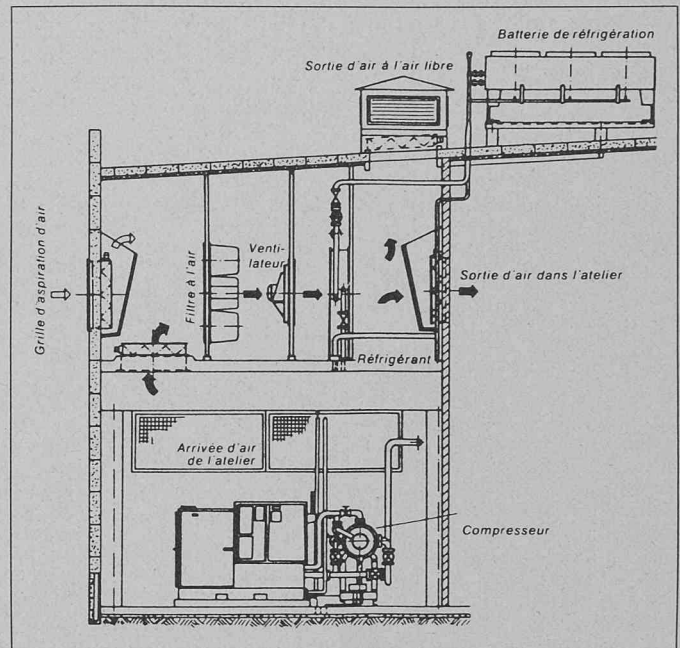 Batterie de réfrigération
Sortie d'air à l'air libre
Grille d'aspiration d'air
Filtre à l'air
Venti-
lateur
Sortie d'air dans l'atelier
Réfrigérant
Arrivée d'air
de l'atelier
Compresseur